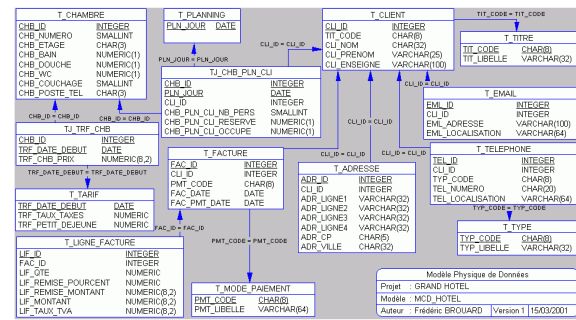 T_CHAMBRE
CHB_ID INTEGER
CHB_NUMERO SMALLINT
CHB_ETAGE CHAR(3)
CHB_BAIN NUMERIC(1)
CHB_DOUCHE NUMERIC(1)
CHB_WC NUMERIC(1)
CHB_COUCHAGE SMALLINT
CHB_POSTE_TEL CHAR(3)
T_PLANNING
PLN_JOUR DATE
PLN_JOUR = PLN_JOUR
T_CLIENT
CLI_ID INTEGER
TIT_CODE CHAR(8)
CLI_NOM CHAR(32)
CLI_PRENOM VARCHAR(25)
CLI_ENSEIGNE VARCHAR(100)
TIT_CODE = TIT_CODE
T_TITRE
TIT_CODE CHAR(8)
TIT_LIBELLE VARCHAR(32)
CLI_ID = CLI_ID
TJ_CHB_PLN_CLI
CHB_ID INTEGER
PLN_JOUR DATE
CLI_ID INTEGER
CHB_PLN_CLI_NB_PERS SMALLINT
CHB_PLN_CLI_RESERVE NUMERIC(1)
CHB_PLN_CLI_OCCUPE NUMERIC(1)
CHB_ID = CHB_ID
CHB_ID = CHB_ID
CLI_ID = CLI_ID
CLI_ID = CLI_ID
T_EMAIL
EML_ID INTEGER
CLI_ID INTEGER
EML_ADRESSE VARCHAR(100)
EML_LOCALISATION VARCHAR(64)
TJ_TRF_CHB
CHB_ID INTEGER
TRF_DATE_DEBUT DATE
TRF_CHB_PRIX NUMERIC(8,2)
TRF_DATE_DEBUT = TRF_DATE_DEBUT
T_FACTURE
FAC_ID INTEGER
CLI_ID INTEGER
PMT_CODE CHAR(8)
FAC_DATE DATE
FAC_PMT_DATE DATE
CLI_ID = CLI_ID
CLI_ID = CLI_ID
T_TELEPHONE
TEL_ID INTEGER
CLI_ID INTEGER
TYP_CODE CHAR(8)
TEL_NUMERO CHAR(20)
TEL_LOCALISATION VARCHAR(64)
TYP_CODE = TYP_CODE
T_ADRESSE
ADR_ID INTEGER
CLI_ID INTEGER
ADR_LIGNE1 VARCHAR(32)
ADR_LIGNE2 VARCHAR(32)
ADR_LIGNE3 VARCHAR(32)
ADR_LIGNE4 VARCHAR(32)
ADR_CP CHAR(5)
ADR_VILLE CHAR(32)
T_TARIF
TRF_DATE_DEBUT DATE
TRF_TAUX_TAXES NUMERIC
TRF_PETIT_DEJEUNE NUMERIC
FAC_ID = FAC_ID
PMT_CODE = PMT_CODE
T_TYPE
TYP_CODE CHAR(8)
TYP_LIBELLE VARCHAR(32)
T_LIGNE_FACTURE
LIF_ID INTEGER
FAC_ID INTEGER
LIF_QTE NUMERIC
LIF_REMISE_POURCENT NUMERIC
LIF_REMISE_MONTANT NUMERIC(8,2)
LIF_MONTANT NUMERIC(8,2)
LIF_TAUX_TVA NUMERIC(8,2)
T_MODE_PAIEMENT
PMT_CODE CHAR(8)
PMT_LIBELLE VARCHAR(64)
Modèle Physique de Données
Projet : GRAND HOTEL
Modèle : MCD_HOTEL
Auteur : Frédéric BROUARD Version 1 15/03/2001